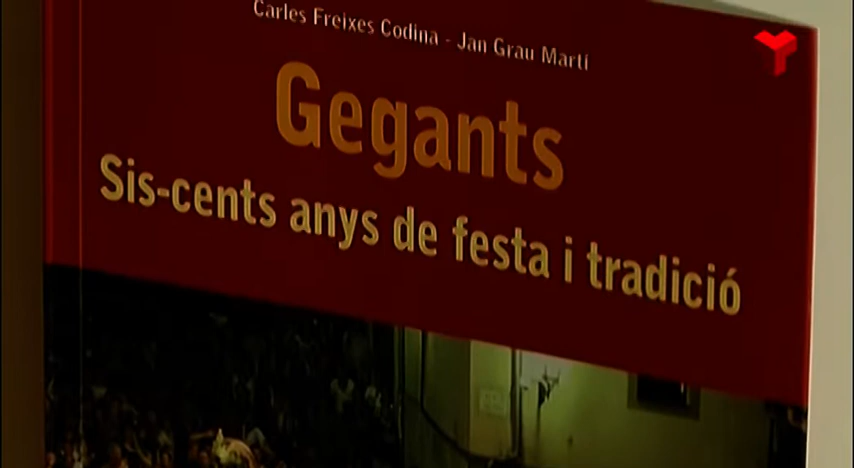 Carles Freixes Codina - Jan Grau Martí
Gegants
Sis-cents anys de festa i tradició